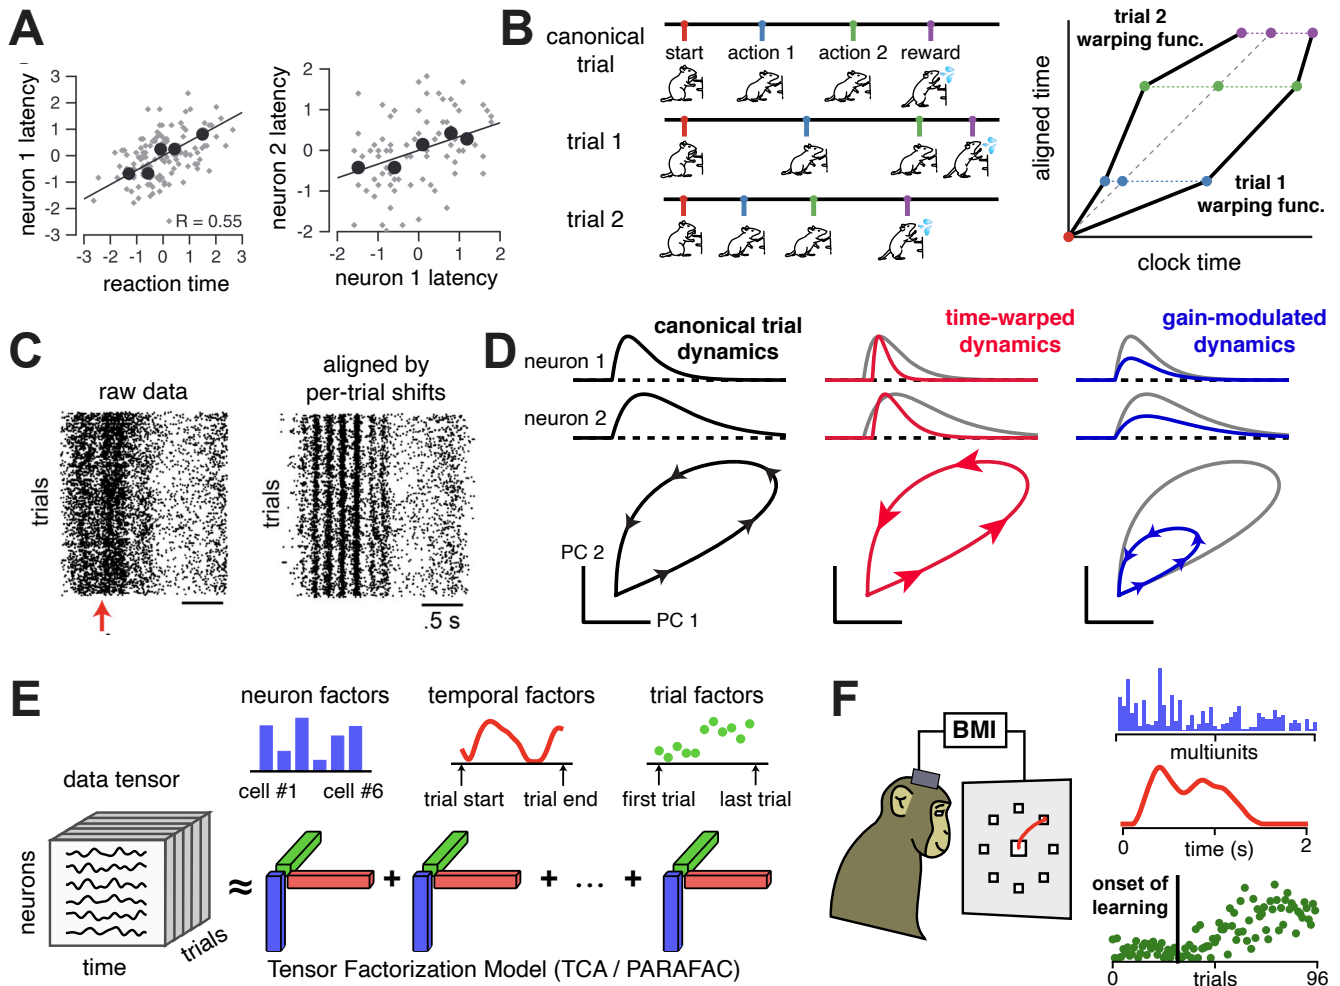 A
neuron 1 latency
3
2
1
0
-1
-2
-3
R = 0.55
-3 -2 -1 0 1 2 3
reaction time
neuron 2 latency
2
1
0
-1
-2
-2 -1 0 1 2
neuron 1 latency
B
canonical
trial
start action 1 action 2 reward
trial 1
trial 2
aligned time
trial 2
warping func.
trial 1
warping func.
clock time
C
raw data
trials
aligned by
per-trial shifts
trials
.5 s
D
canonical trial
dynamics
time-warped
dynamics
gain-modulated
dynamics
neuron 1
neuron 2
PC 2
PC 1
E
data tensor
neurons
time
trials
neuron factors
cell #1 cell #6
temporal factors
trial start trial end
trial factors
first trial last trial
≈ + + ... +
Tensor Factorization Model (TCA / PARAFAC)
F
BMI
multiunits
0 time (s) 2
onset of
learning
0 trials 96